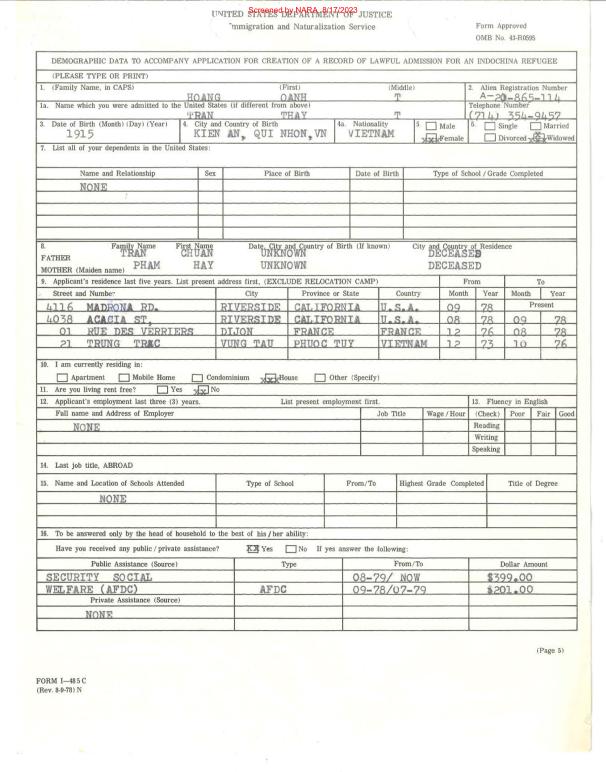 UNITED STATES DEPARTMENT OF JUSTICE
Screened by NARA, 8/17/2023
Immigration and Naturalization Service
Form Approved
OMB No. 43-R0595
DEMOGRAPHIC DATA TO ACCOMPANY APPLICATION FOR CREATION OF A RECORD OF LAWFUL ADMISSION FOR AN INDOCHINA REFUGEE
(PLEASE TYPE OR PRINT)
1. (Family Name, in CAPS) (First) (Middle) 2. Alien Registration Number
HOANG OANH T A-20-865-114
1a. Name which you were admitted to the United States (if different from above) Telephone Number
TRAN THAY T (714) 354-9457
3. Date of Birth (Month) (Day) (Year) 4. City and Country of Birth 4a. Nationality 5. Male 6. Single Married
1915 KIEN AN, QUI NHON,VN VIETNAM XX Female Divorced XX Widowed
7. List all of your dependents in the United States:
Name and Relationship Sex Place of Birth Date of Birth Type of School / Grade Completed
NONE
8. Family Name First Name Date, City and Country of Birth (If known) City and Country of Residence
FATHER TRAN CHUAN UNKNOWN DECEASED
MOTHER (Maiden name) PHAM HAY UNKNOWN DECEASED
9. Applicant's residence last five years. List present address first, (EXCLUDE RELOCATION CAMP) From To
Street and Number City Province or State Country Month Year Month Year
4116 MADRONA RD. RIVERSIDE CALIFORNIA U.S.A. 09 78 Present
4038 ACACIA ST, RIVERSIDE CALIFORNIA U.S.A. 08 78 09 78
01 RUE DES VERRIERS DIJON FRANCE FRANCE 12 76 08 78
21 TRUNG TRAC VUNG TAU PHUOC TUY VIETNAM 12 73 10 76
10. I am currently residing in:
Apartment Mobile Home Condominium XX House Other (Specify)
11. Are you living rent free? Yes XX No
12. Applicant's employment last three (3) years. List present employment first. 13. Fluency in English
Full name and Address of Employer Job Title Wage / Hour (Check) Poor Fair Good
NONE Reading
Writing
Speaking
14. Last job title, ABROAD
15. Name and Location of Schools Attended Type of School From/To Highest Grade Completed Title of Degree
NONE
16. To be answered only by the head of household to the best of his / her ability:
Have you received any public / private assistance? XX Yes No If yes answer the following:
Public Assistance (Source) Type From/To Dollar Amount
SECURITY SOCIAL 08-79/ NOW $399.00
WELFARE (AFDC) AFDC 09-78/07-79 $201.00
Private Assistance (Source)
NONE
(Page 5)
FORM I-485 C
(Rev. 8-9-78) N